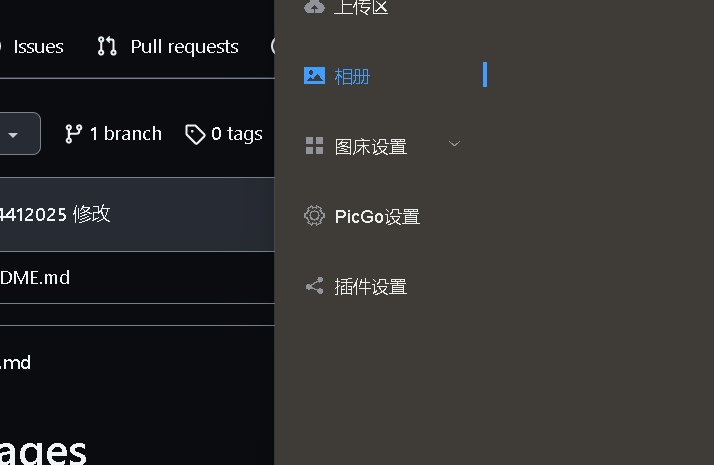 上传区
Issues
Pull requests
相册
1 branch
0 tags
图床设置
4412025 修改
PicGo设置
DME.md
插件设置
.md
ages